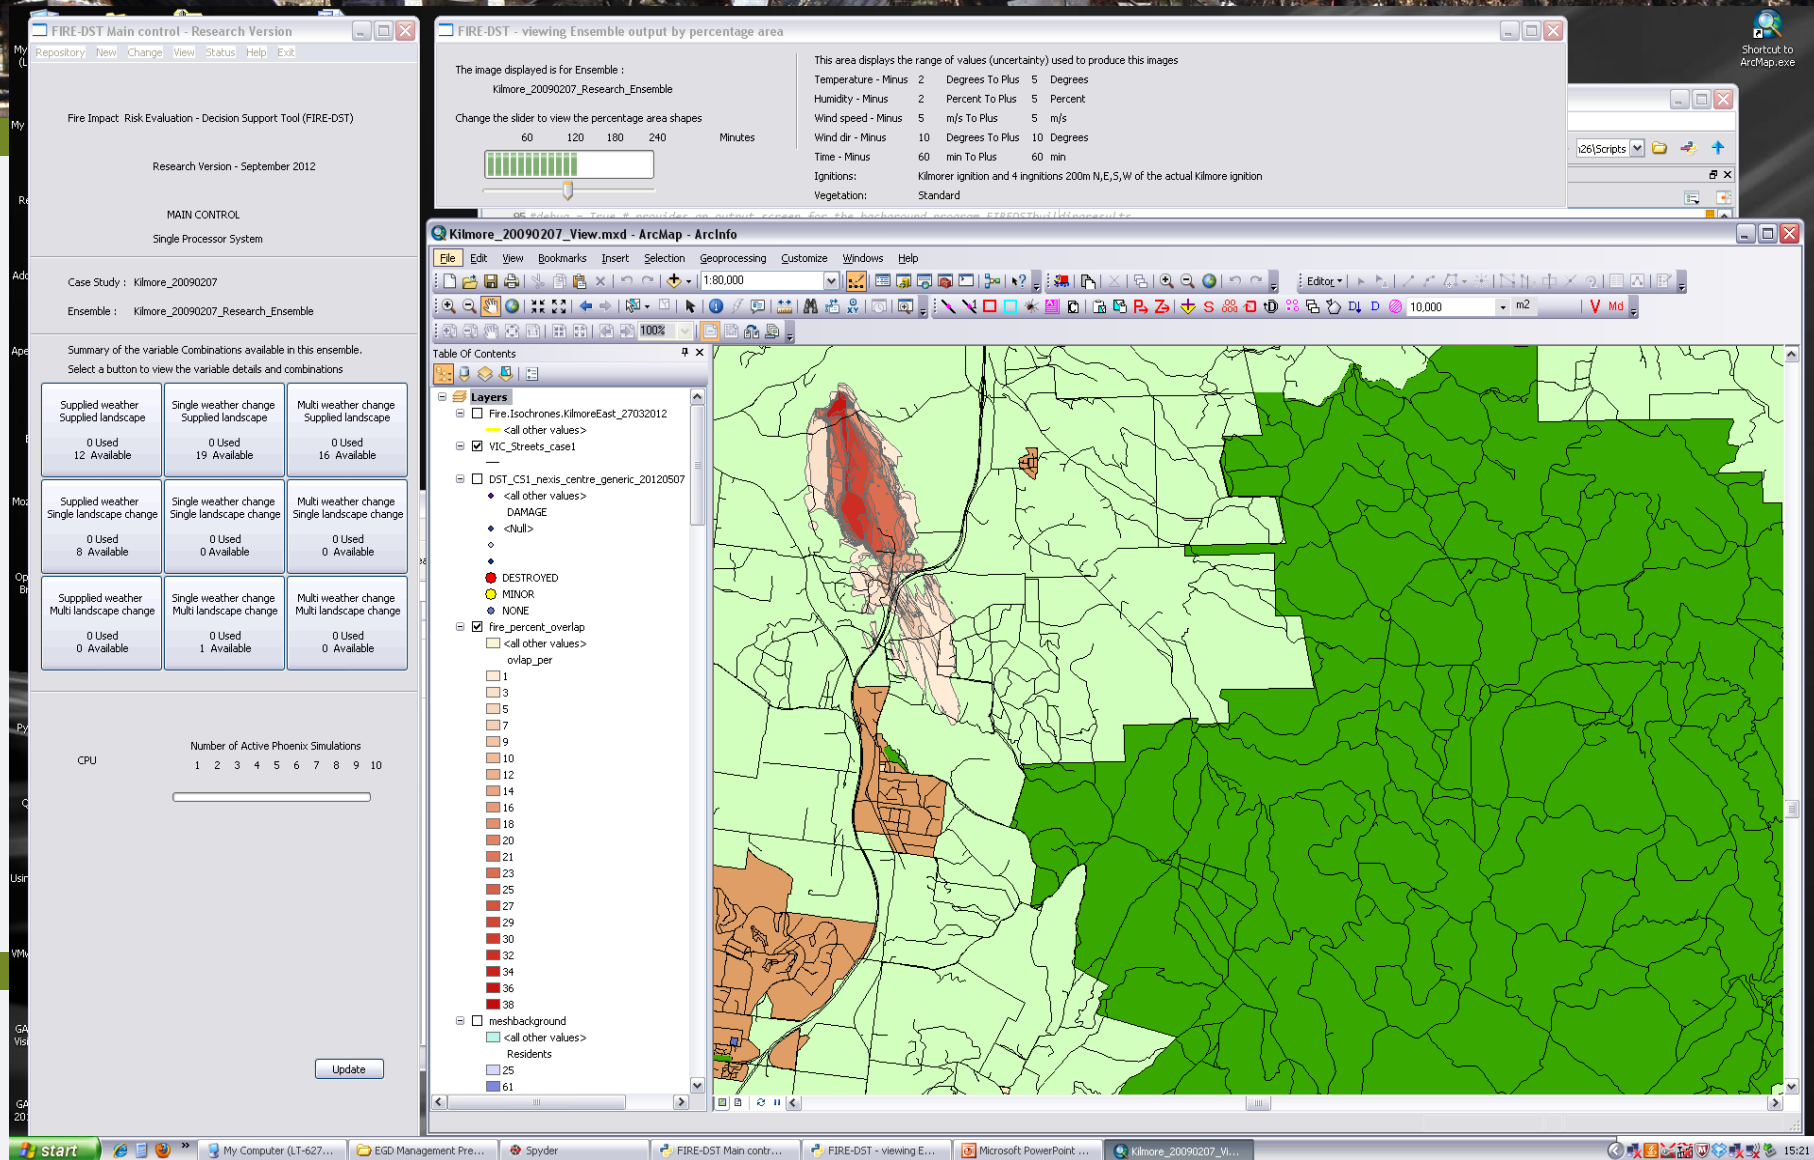 FIRE-DST Main control - Research Version
Repository New Change View Status Help Exit
Fire Impact Risk Evaluation - Decision Support Tool (FIRE-DST)
Research Version - September 2012
MAIN CONTROL
Single Processor System
Case Study : Kilmore_20090207
Ensemble : Kilmore_20090207_Research_Ensemble
Summary of the variable Combinations available in this ensemble.
Select a button to view the variable details and combinations
Supplied weather
Supplied landscape
0 Used
12 Available
Single weather change
Supplied landscape
0 Used
19 Available
Multi weather change
Supplied landscape
0 Used
16 Available
Supplied weather
Single landscape change
0 Used
8 Available
Single weather change
Single landscape change
0 Used
0 Available
Multi weather change
Single landscape change
0 Used
0 Available
Suppplied weather
Multi landscape change
0 Used
0 Available
Single weather change
Multi landscape change
0 Used
1 Available
Multi weather change
Multi landscape change
0 Used
0 Available
Number of Active Phoenix Simulations
CPU
1 2 3 4 5 6 7 8 9 10
Update
FIRE-DST - viewing Ensemble output by percentage area
The image displayed is for Ensemble :
Kilmore_20090207_Research_Ensemble
Change the slider to view the percentage area shapes
60 120 180 240 Minutes
This area displays the range of values (uncertainty) used to produce this images
Temperature - Minus 2 Degrees To Plus 5 Degrees
Humidity - Minus 2 Percent To Plus 5 Percent
Wind speed - Minus 5 m/s To Plus 5 m/s
Wind dir - Minus 10 Degrees To Plus 10 Degrees
Time - Minus 60 min To Plus 60 min
Ignitions: Kilmorer ignition and 4 ingnitions 200m N,E,S,W of the actual Kilmore ignition
Vegetation: Standard
Shortcut to
ArcMap.exe
26\Scripts
95 #debug = True # provides an output screen for the background program FIREDSTbuildingresults
Kilmore_20090207_View.mxd - ArcMap - ArcInfo
File Edit View Bookmarks Insert Selection Geoprocessing Customize Windows Help
1:80,000
Editor
10,000 m2
V Md
100%
Table Of Contents
Layers
Fire.Isochrones.KilmoreEast_27032012
<all other values>
VIC_Streets_case1
DST_CS1_nexis_centre_generic_20120507
<all other values>
DAMAGE
<Null>
DESTROYED
MINOR
NONE
fire_percent_overlap
<all other values>
ovlap_per
1
3
5
7
9
10
12
14
16
18
20
21
23
25
27
29
30
32
34
36
38
meshbackground
<all other values>
Residents
25
61
start
My Computer (LT-627...
EGD Management Pre...
Spyder
FIRE-DST Main contr...
FIRE-DST - viewing E...
Microsoft PowerPoint ...
Kilmore_20090207_Vi...
15:21